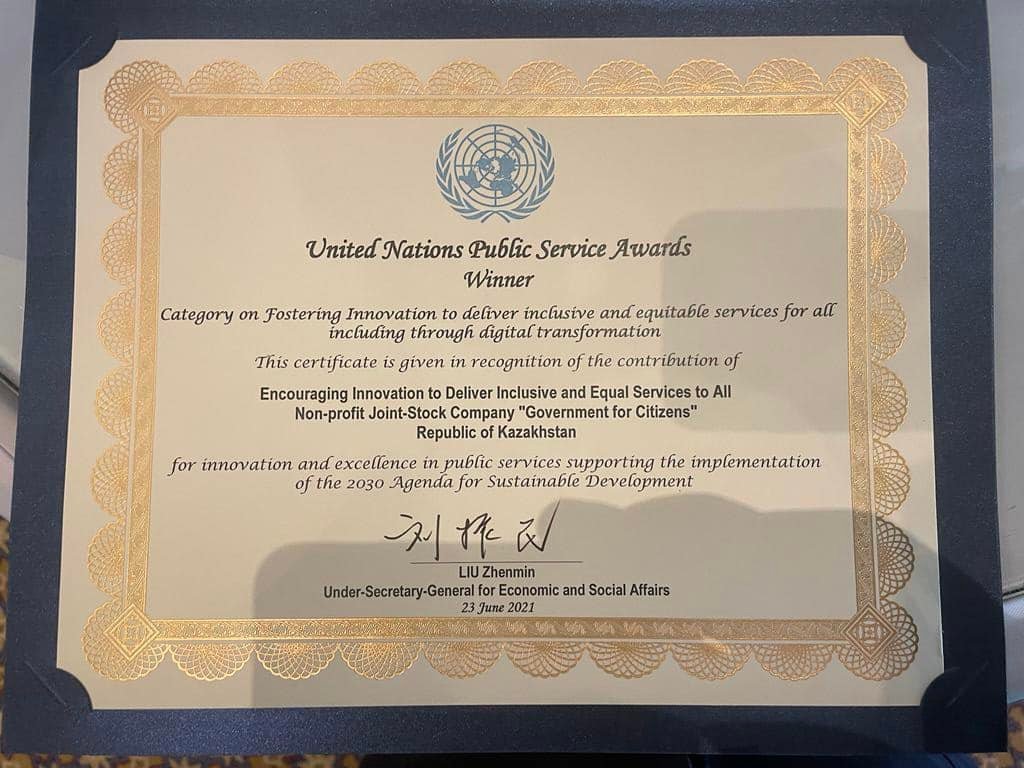 United Nations Public Service Awards
Winner
Category on Fostering Innovation to deliver inclusive and equitable services for all
including through digital transformation
This certificate is given in recognition of the contribution of
Encouraging Innovation to Deliver Inclusive and Equal Services to All
Non-profit Joint-Stock Company "Government for Citizens"
Republic of Kazakhstan
for innovation and excellence in public services supporting the implementation
of the 2030 Agenda for Sustainable Development
刘振民
LIU Zhenmin
Under-Secretary-General for Economic and Social Affairs
23 June 2021